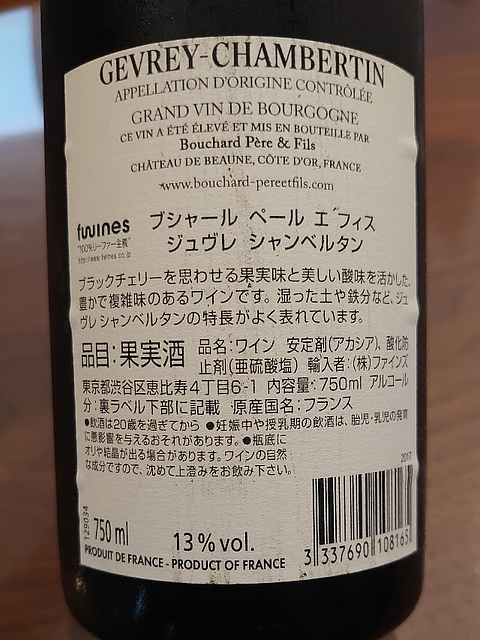 GEVREY-CHAMBERTIN
APPELLATION D'ORIGINE CONTRÔLÉE
GRAND VIN DE BOURGOGNE
CE VIN A ÉTÉ ÉLEVÉ ET MIS EN BOUTEILLE PAR
Bouchard Père & Fils
CHÂTEAU DE BEAUNE, CÔTE D'OR, FRANCE
www.bouchard-pereetfils.com
fwines
"100%リーファー主義"
http://www.fwines.co.jp
ブシャール ペール エ フィス
ジュヴレ シャンベルタン
ブラックチェリーを思わせる果実味と美しい酸味を活かした、
豊かで複雑味のあるワインです。湿った土や鉄分など、ジュ
ヴレ シャンベルタンの特長がよく表れています。
品目:果実酒 品名:ワイン 安定剤(アカシア)、酸化防
止剤(亜硫酸塩) 輸入者:(株)ファインズ
東京都渋谷区恵比寿4丁目6-1 内容量:750ml アルコール
分:裏ラベル下部に記載 原産国名:フランス
●飲酒は20歳を過ぎてから ●妊娠中や授乳期の飲酒は、胎児・乳児の発育
に悪影響を与えるおそれがあります。●瓶底に
オリや結晶が出る場合があります。ワインの自然
な成分ですので、沈めて上澄みをお飲み下さい。
2017
129034
750 ml
13 % vol.
PRODUIT DE FRANCE - PRODUCT OF FRANCE
3 337690 108165